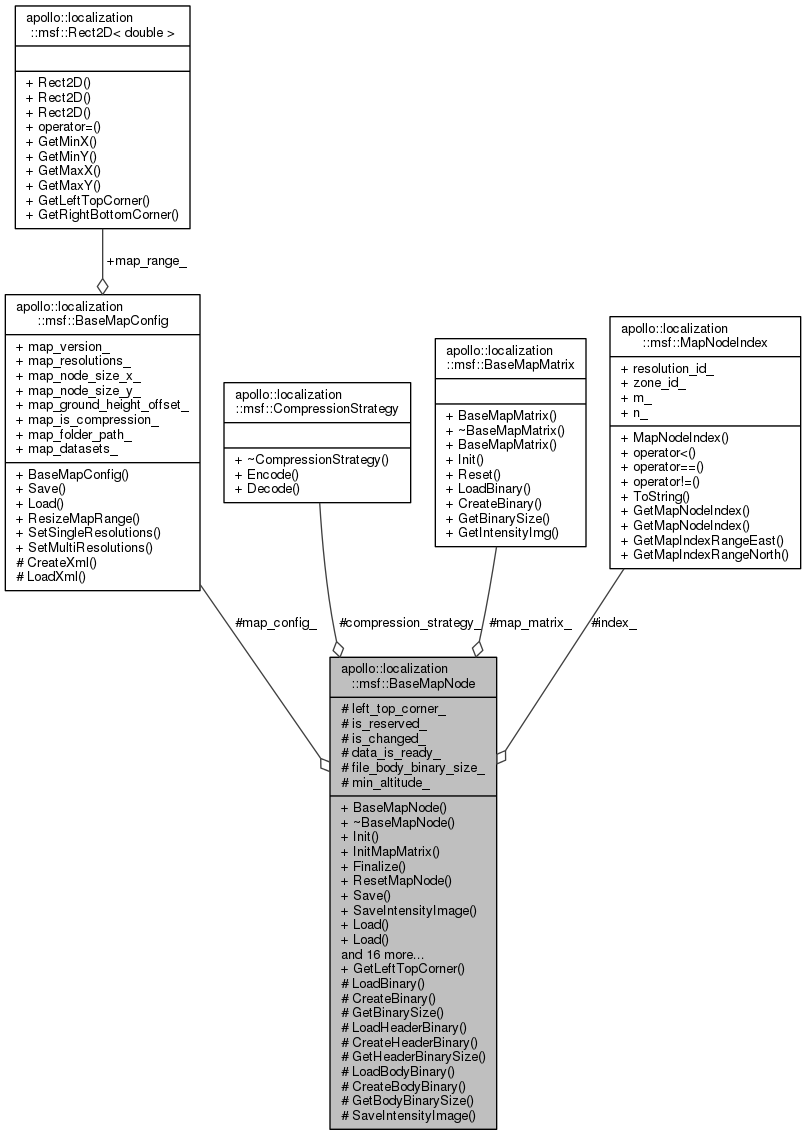 apollo::localization
::msf::Rect2D< double >
+ Rect2D()
+ Rect2D()
+ Rect2D()
+ operator=()
+ GetMinX()
+ GetMinY()
+ GetMaxX()
+ GetMaxY()
+ GetLeftTopCorner()
+ GetRightBottomCorner()
+map_range_
apollo::localization
::msf::BaseMapConfig
+ map_version_
+ map_resolutions_
+ map_node_size_x_
+ map_node_size_y_
+ map_ground_height_offset_
+ map_is_compression_
+ map_folder_path_
+ map_datasets_
+ BaseMapConfig()
+ Save()
+ Load()
+ ResizeMapRange()
+ SetSingleResolutions()
+ SetMultiResolutions()
# CreateXml()
# LoadXml()
apollo::localization
::msf::CompressionStrategy
+ ~CompressionStrategy()
+ Encode()
+ Decode()
apollo::localization
::msf::BaseMapMatrix
+ BaseMapMatrix()
+ ~BaseMapMatrix()
+ BaseMapMatrix()
+ Init()
+ Reset()
+ LoadBinary()
+ CreateBinary()
+ GetBinarySize()
+ GetIntensityImg()
apollo::localization
::msf::MapNodeIndex
+ resolution_id_
+ zone_id_
+ m_
+ n_
+ MapNodeIndex()
+ operator<()
+ operator==()
+ operator!=()
+ ToString()
+ GetMapNodeIndex()
+ GetMapNodeIndex()
+ GetMapIndexRangeEast()
+ GetMapIndexRangeNorth()
#map_config_
#compression_strategy_
#map_matrix_
#index_
apollo::localization
::msf::BaseMapNode
# left_top_corner_
# is_reserved_
# is_changed_
# data_is_ready_
# file_body_binary_size_
# min_altitude_
+ BaseMapNode()
+ ~BaseMapNode()
+ Init()
+ InitMapMatrix()
+ Finalize()
+ ResetMapNode()
+ Save()
+ SaveIntensityImage()
+ Load()
+ Load()
and 16 more...
+ GetLeftTopCorner()
# LoadBinary()
# CreateBinary()
# GetBinarySize()
# LoadHeaderBinary()
# CreateHeaderBinary()
# GetHeaderBinarySize()
# LoadBodyBinary()
# CreateBodyBinary()
# GetBodyBinarySize()
# SaveIntensityImage()